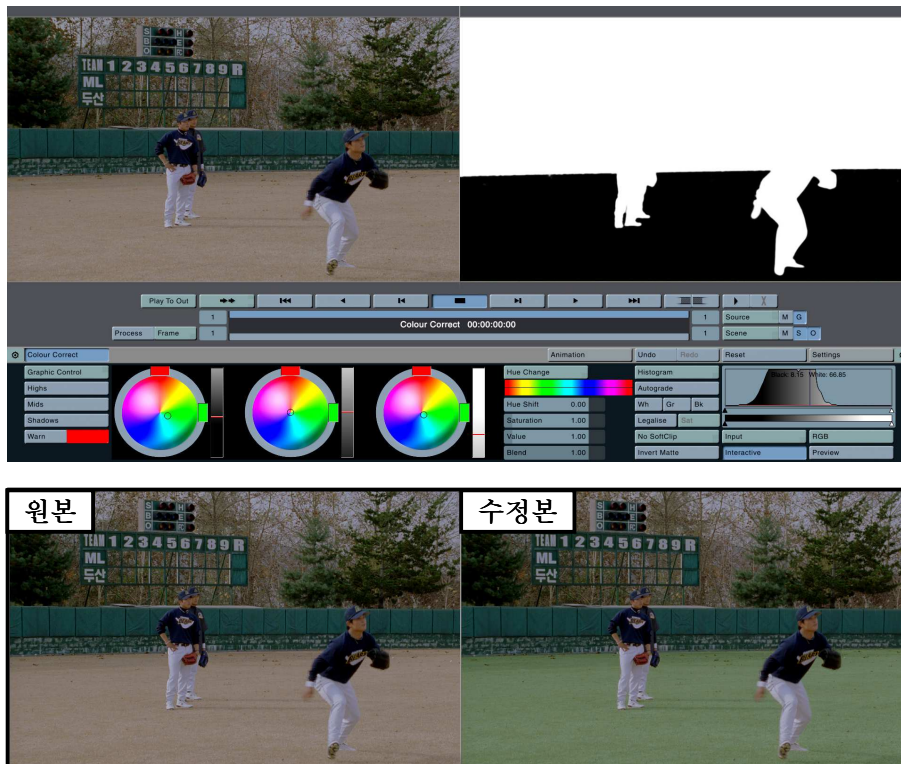 S H
B E
O R
TEAM 1 2 3 4 5 6 7 8 9 R
ML
두산
Play To Out
1 1 Source M G
Colour Correct 00:00:00:00
Process Frame 1 1 Scene M S O
Colour Correct Animation Undo Redo Reset Settings
Graphic Control Hue Change Histogram Black: 8.15 White: 66.85
Highs Autograde
Mids Hue Shift 0.00 Wh Gr Bk
Shadows Saturation 1.00 Legalise Sat
Warn Value 1.00 No SoftClip Input RGB
Blend 1.00 Invert Matte Interactive Preview
원본 수정본
S H
B E
O R
TEAM 1 2 3 4 5 6 7 8 9 R
ML
두산
S H
B E
O R
TEAM 1 2 3 4 5 6 7 8 9 R
ML
두산